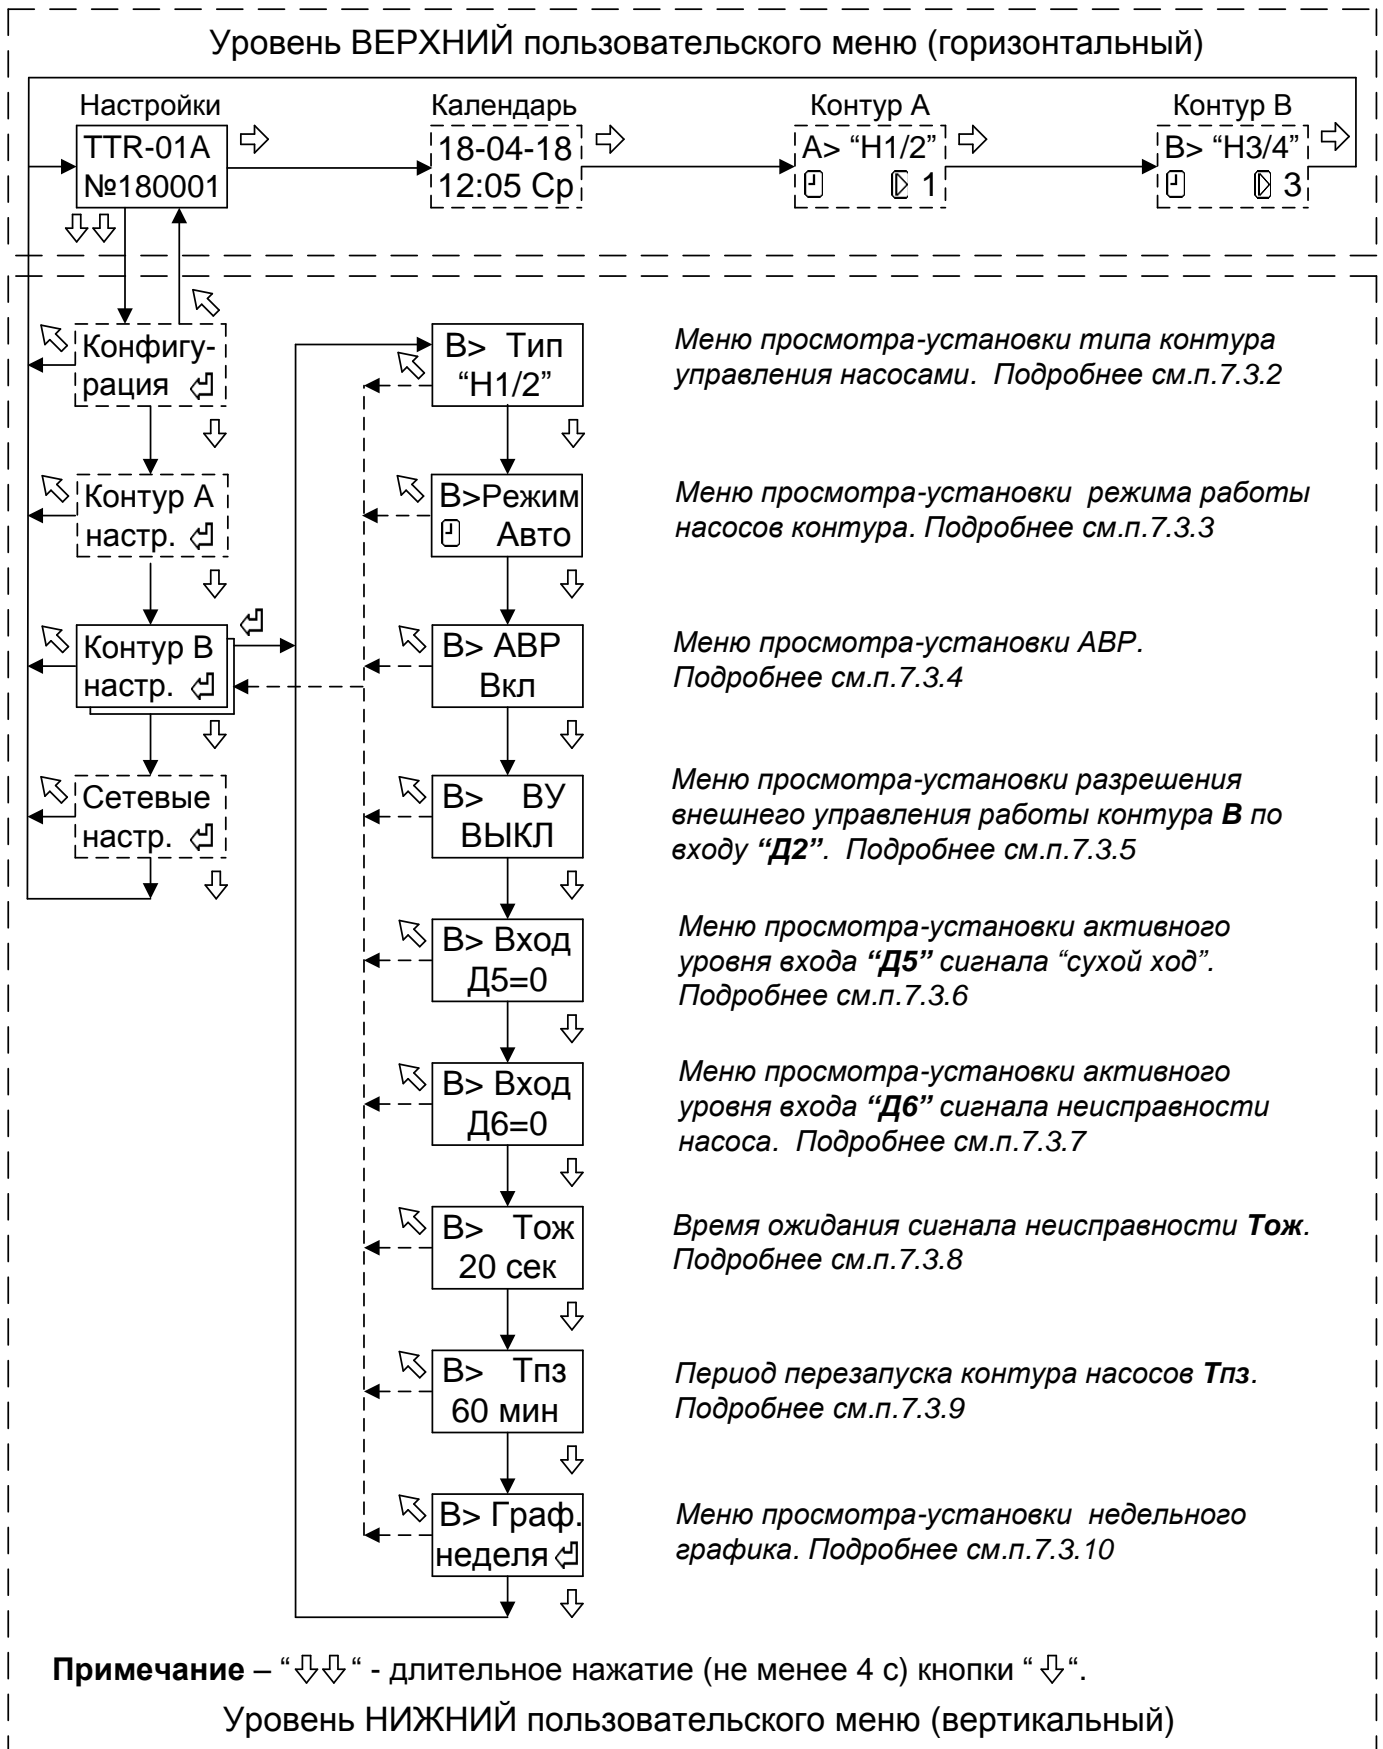 Уровень ВЕРХНИЙ пользовательского меню (горизонтальный)
Настройки
TTR-01A
№180001
Календарь
18-04-18
12:05 Ср
Контур А
A> “Н1/2”
1
Контур В
B> “Н3/4”
3
Конфигу-
рация
Контур А
настр.
Контур В
настр.
Сетевые
настр.
В> Тип
“Н1/2”
Меню просмотра-установки типа контура
управления насосами. Подробнее см.п.7.3.2
В>Режим
Авто
Меню просмотра-установки режима работы
насосов контура. Подробнее см.п.7.3.3
В> АВР
Вкл
Меню просмотра-установки АВР.
Подробнее см.п.7.3.4
В> ВУ
ВЫКЛ
Меню просмотра-установки разрешения
внешнего управления работы контура В по
входу “Д2”. Подробнее см.п.7.3.5
В> Вход
Д5=0
Меню просмотра-установки активного
уровня входа “Д5” сигнала “сухой ход”.
Подробнее см.п.7.3.6
В> Вход
Д6=0
Меню просмотра-установки активного
уровня входа “Д6” сигнала неисправности
насоса. Подробнее см.п.7.3.7
В> Тож
20 сек
Время ожидания сигнала неисправности Тож.
Подробнее см.п.7.3.8
В> Тпз
60 мин
Период перезапуска контура насосов Тпз.
Подробнее см.п.7.3.9
В> Граф.
неделя
Меню просмотра-установки недельного
графика. Подробнее см.п.7.3.10
Примечание – “⇩⇩“ - длительное нажатие (не менее 4 с) кнопки “ ⇩“.
Уровень НИЖНИЙ пользовательского меню (вертикальный)